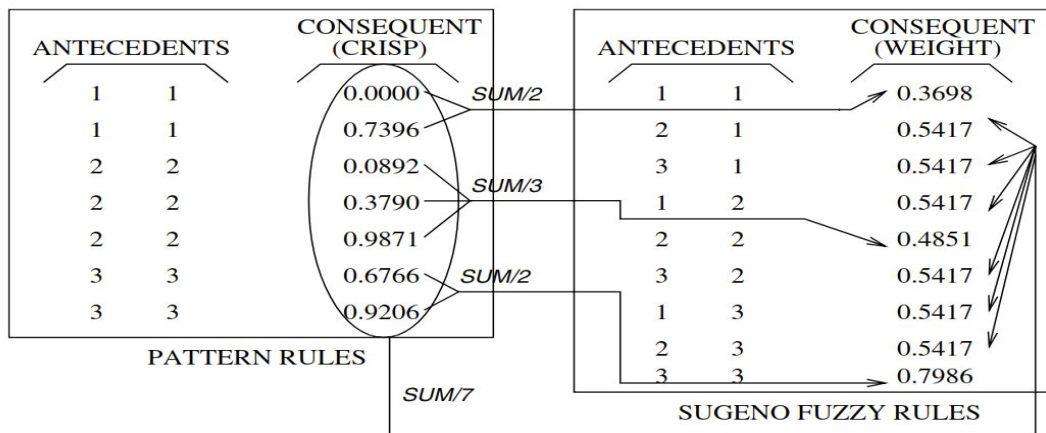 CONSEQUENT
(CRISP)
ANTECEDENTS
1 1 0.0000
1 1 0.7396
2 2 0.0892
2 2 0.3790
2 2 0.9871
3 3 0.6766
3 3 0.9206
PATTERN RULES
SUM/2
SUM/3
SUM/2
SUM/7
CONSEQUENT
(WEIGHT)
ANTECEDENTS
1 1 0.3698
2 1 0.5417
3 1 0.5417
1 2 0.5417
2 2 0.4851
3 2 0.5417
1 3 0.5417
2 3 0.5417
3 3 0.7986
SUGENO FUZZY RULES